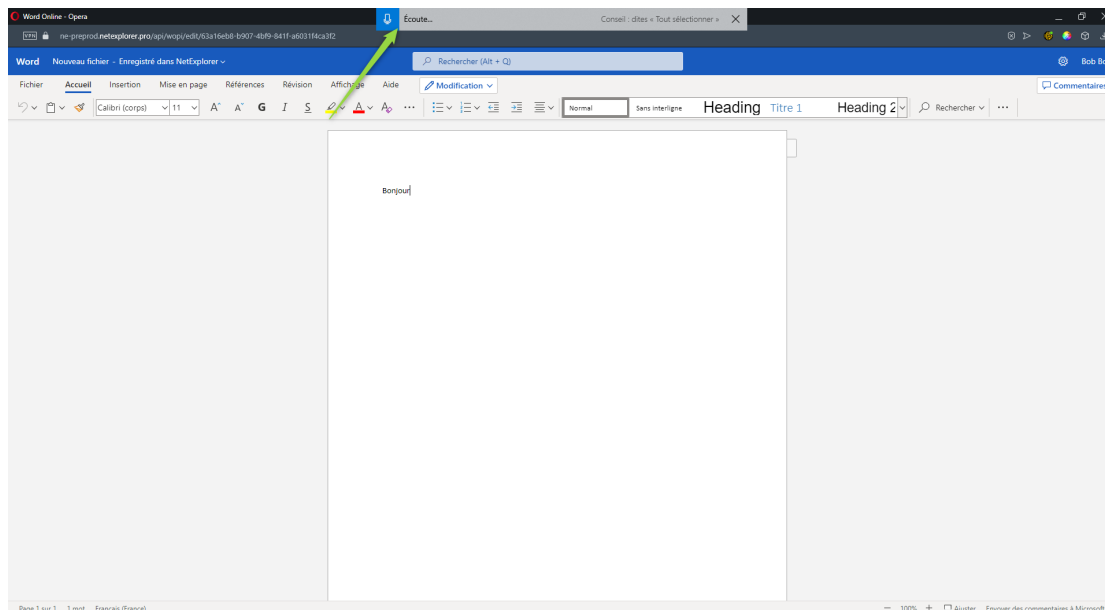 Word Online - Opera
Écoute...
Conseil : dites « Tout sélectionner »
VPN ne-preprod.netexplorer.pro/api/wopi/edit/63a16eb8-b907-4bf9-841f-a6031f4ca3f2
Word Nouveau fichier - Enregistré dans NetExplorer
Rechercher (Alt + Q)
Bob Bo
Fichier Accueil Insertion Mise en page Références Révision Affichage Aide Modification Commentaires
Calibri (corps) 11 A A G I S A A ... Normal Sans interligne Heading Titre 1 Heading 2 Rechercher ...
Bonjour
Page 1 sur 1 1 mot Français (France) 100% Ajuster Envoyer des commentaires à Microsoft